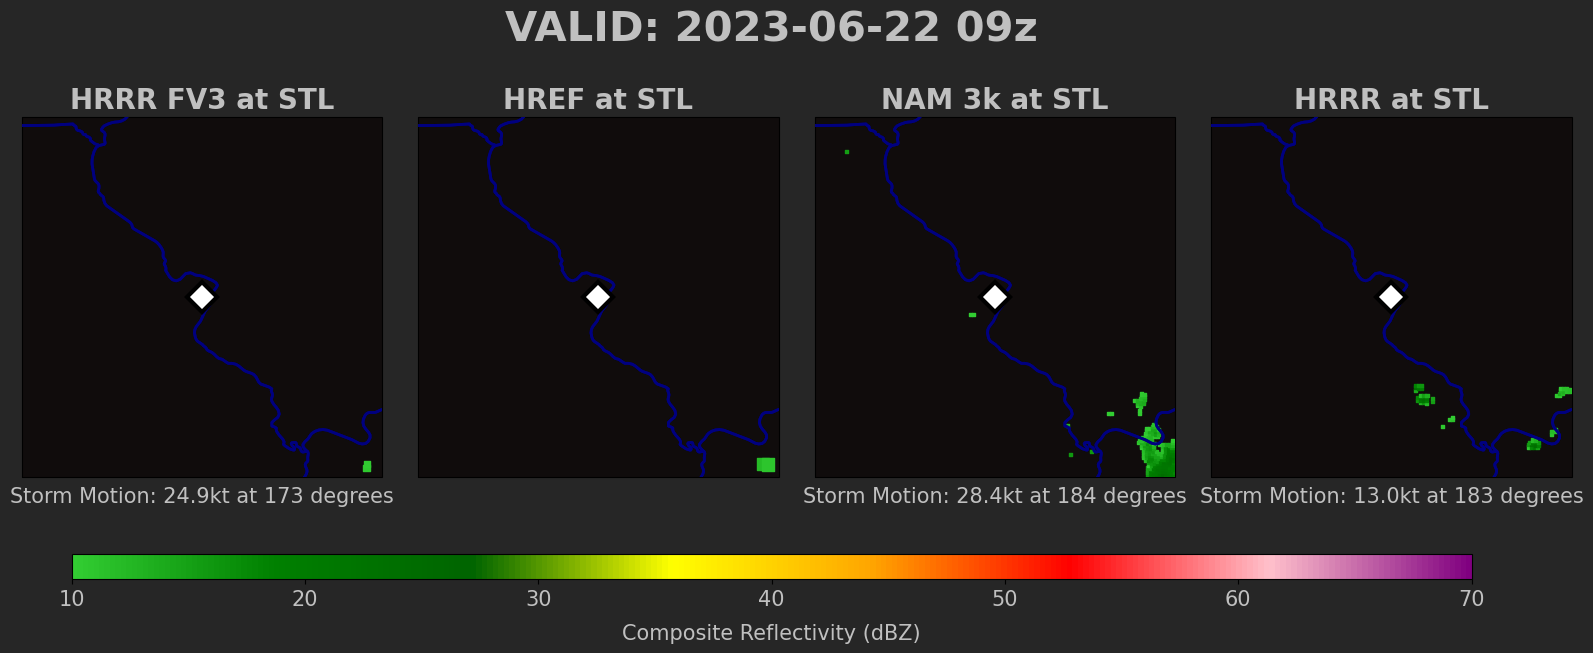 VALID: 2023-06-22 09z
HRRR FV3 at STL
HREF at STL
NAM 3k at STL
HRRR at STL
Storm Motion: 24.9kt at 173 degrees
Storm Motion: 28.4kt at 184 degrees
Storm Motion: 13.0kt at 183 degrees
10 20 30 40 50 60 70
Composite Reflectivity (dBZ)